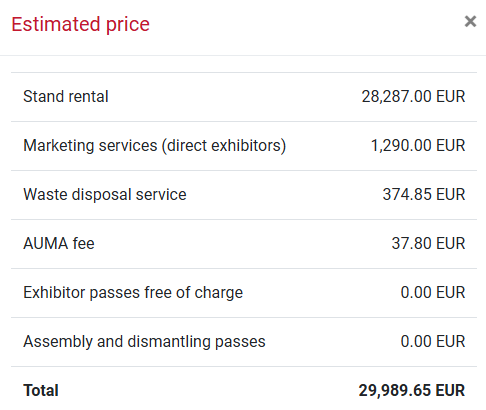 Estimated price ×
Stand rental 28,287.00 EUR
Marketing services (direct exhibitors) 1,290.00 EUR
Waste disposal service 374.85 EUR
AUMA fee 37.80 EUR
Exhibitor passes free of charge 0.00 EUR
Assembly and dismantling passes 0.00 EUR
Total 29,989.65 EUR